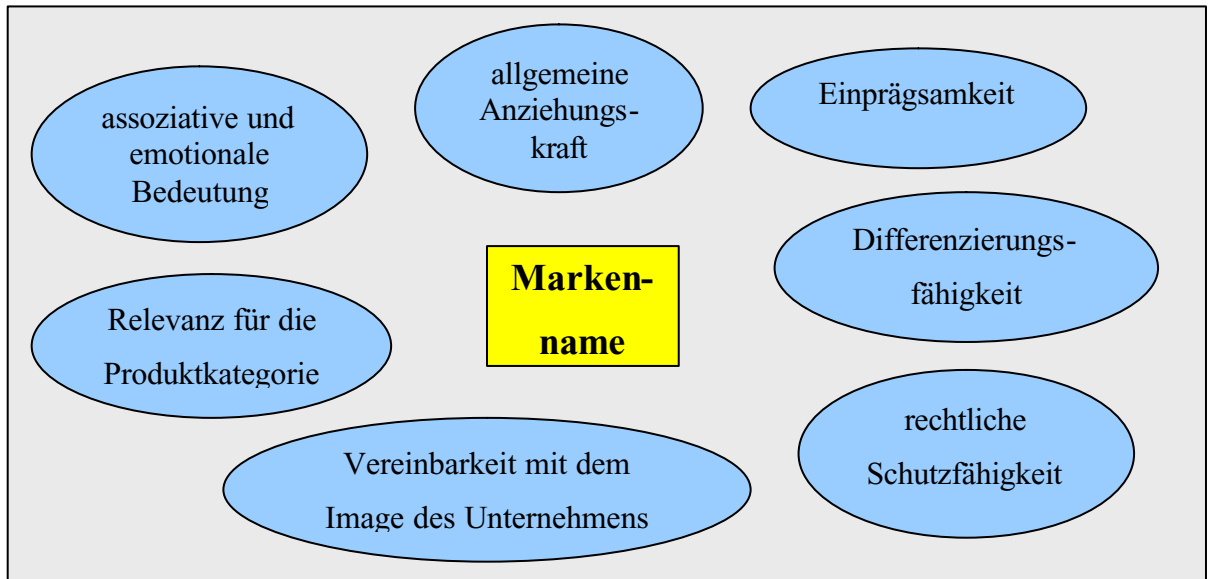 assoziative und
emotionale
Bedeutung
allgemeine
Anziehungs-
kraft
Einprägsamkeit
Differenzierungs-
fähigkeit
Marken-
name
Relevanz für die
Produktkategorie
rechtliche
Schutzfähigkeit
Vereinbarkeit mit dem
Image des Unternehmens